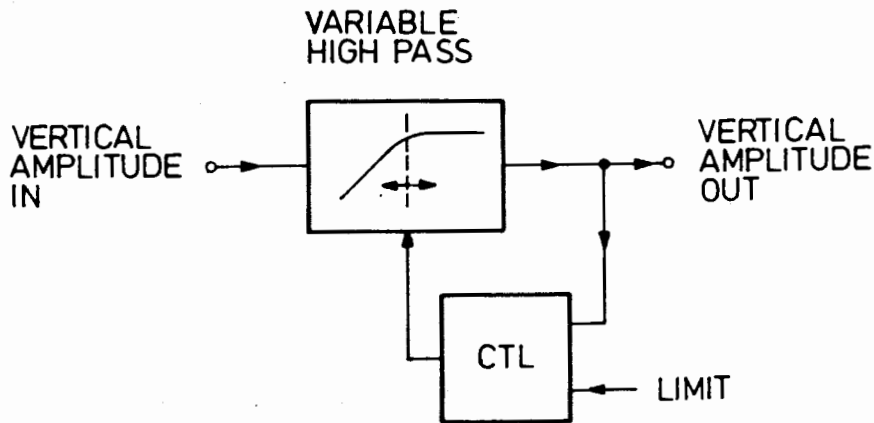 VARIABLE
HIGH PASS
VERTICAL
AMPLITUDE
IN
VERTICAL
AMPLITUDE
OUT
CTL
LIMIT